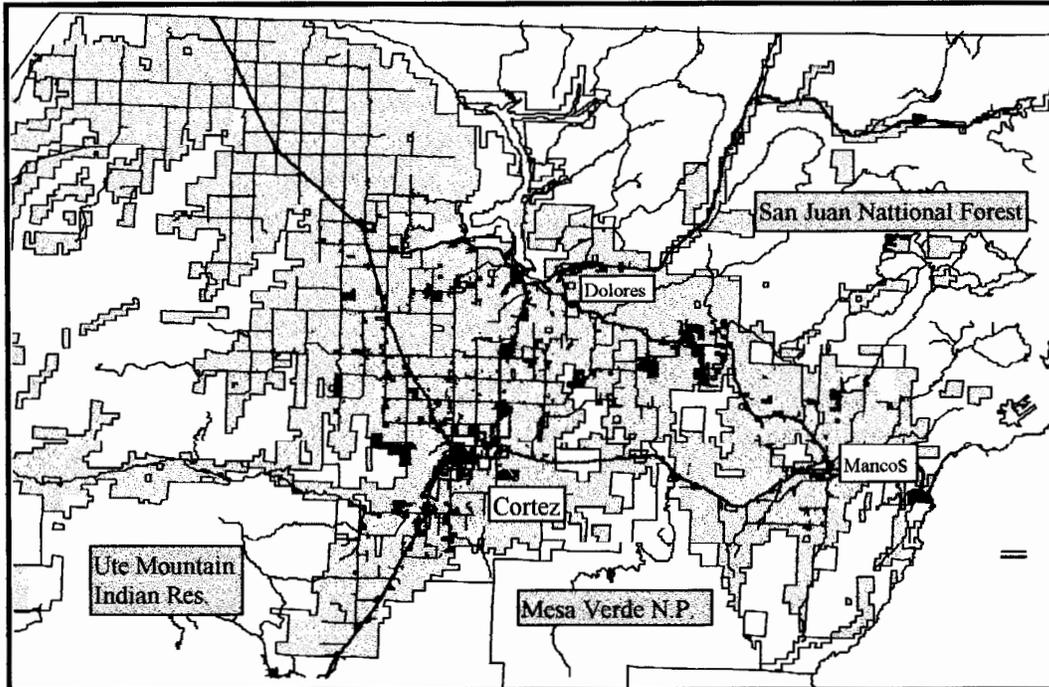 San Juan Nattional Forest
Dolores
MancoS
Cortez
Ute Mountain
Indian Res.
Mesa Verde N.P.